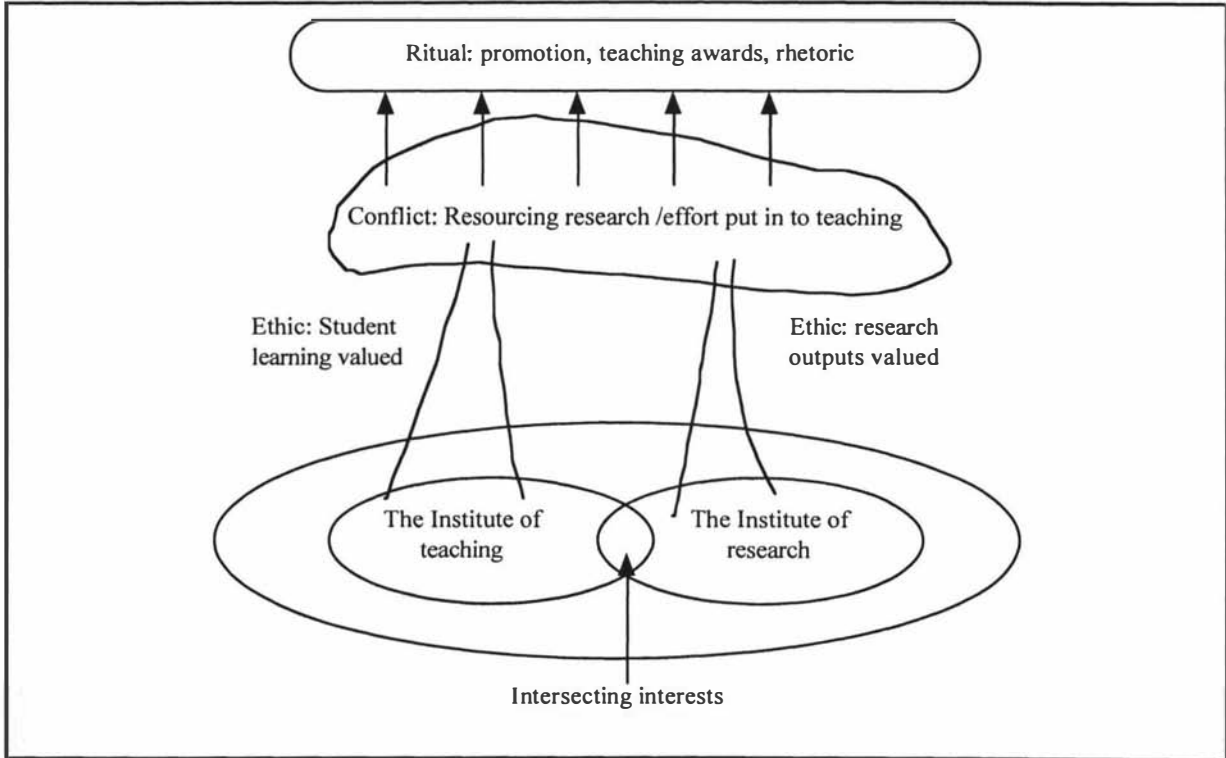 Ritual: promotion, teaching awards, rhetoric
Conflict: Resourcing research /effort put in to teaching
Ethic: Student
learning valued
Ethic: research
outputs valued
The Institute of
teaching
The Institute of
research
Intersecting interests